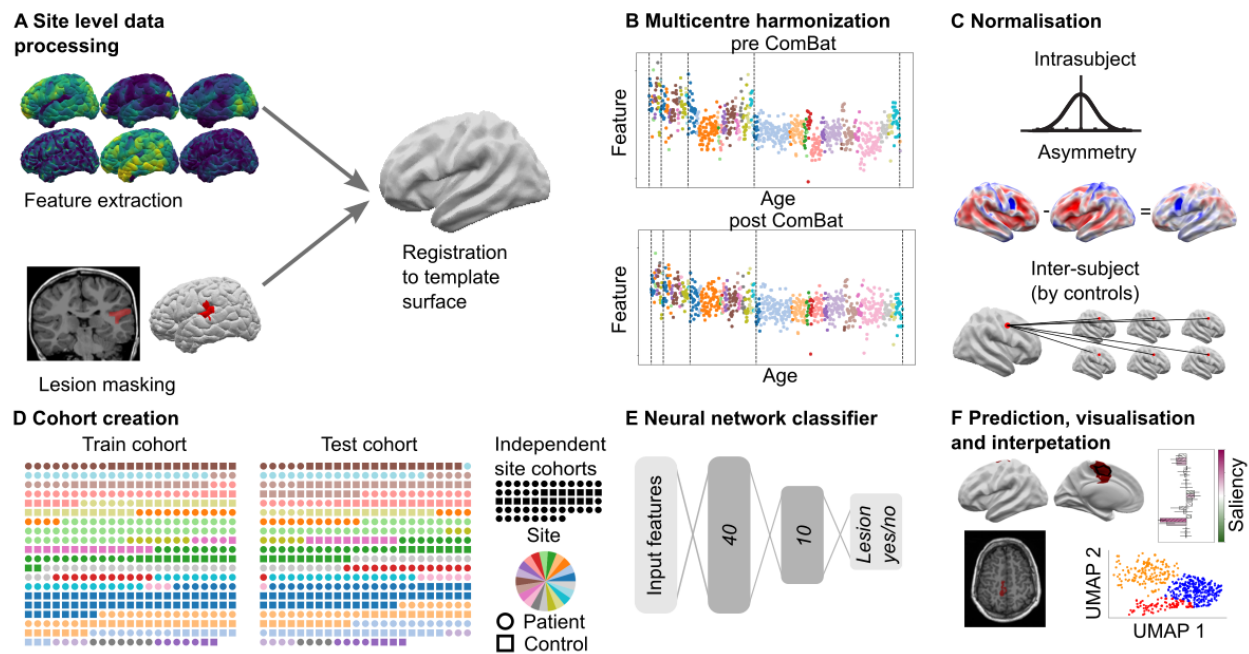 A Site level data
processing
Feature extraction
Lesion masking
Registration
to template
surface
B Multicentre harmonization
pre ComBat
Feature
Age
post ComBat
Feature
Age
C Normalisation
Intrasubject
Asymmetry
-
=
Inter-subject
(by controls)
D Cohort creation
Train cohort
Test cohort
Independent
site cohorts
Site
Patient
Control
E Neural network classifier
Input features
40
10
Lesion
yes/no
F Prediction, visualisation
and interpetation
Saliency
UMAP 2
UMAP 1